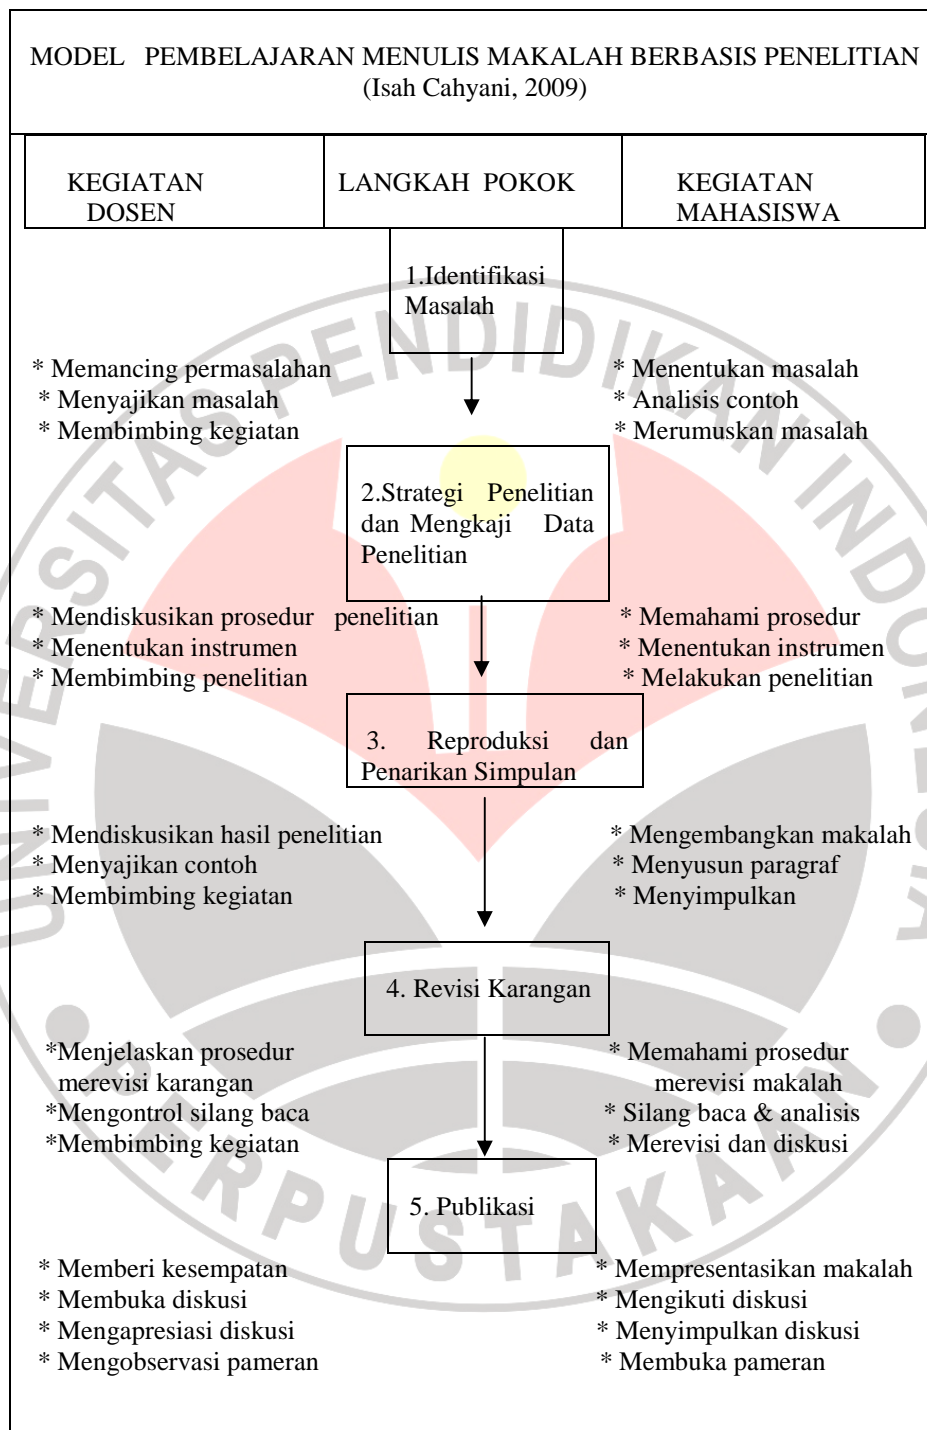 MODEL PEMBELAJARAN MENULIS MAKALAH BERBASIS PENELITIAN
(Isah Cahyani, 2009)
KEGIATAN
DOSEN
LANGKAH POKOK
KEGIATAN
MAHASISWA
1.Identifikasi
Masalah
* Memancing permasalahan
* Menyajikan masalah
* Membimbing kegiatan
* Menentukan masalah
* Analisis contoh
* Merumuskan masalah
2.Strategi Penelitian
dan Mengkaji Data
Penelitian
* Mendiskusikan prosedur penelitian
* Menentukan instrumen
* Membimbing penelitian
* Memahami prosedur
* Menentukan instrumen
* Melakukan penelitian
3. Reproduksi dan
Penarikan Simpulan
* Mendiskusikan hasil penelitian
* Menyajikan contoh
* Membimbing kegiatan
* Mengembangkan makalah
* Menyusun paragraf
* Menyimpulkan
4. Revisi Karangan
*Menjelaskan prosedur
merevisi karangan
*Mengontrol silang baca
*Membimbing kegiatan
* Memahami prosedur
merevisi makalah
* Silang baca & analisis
* Merevisi dan diskusi
5. Publikasi
* Memberi kesempatan
* Membuka diskusi
* Mengapresiasi diskusi
* Mengobservasi pameran
* Mempresentasikan makalah
* Mengikuti diskusi
* Menyimpulkan diskusi
* Membuka pameran
UNIVERSITAS PENDIDIKAN INDONESIA
PERPUSTAKAAN